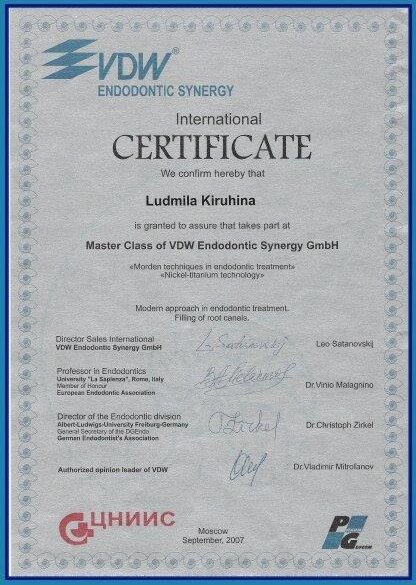 VDW®
ENDODONTIC SYNERGY
International
CERTIFICATE
We confirm hereby that
Ludmila Kiruhina
is granted to assure that takes part at
Master Class of VDW Endodontic Synergy GmbH
«Morden techniques in endodontic treatment»
«Nickel-titanium technology»
Modern approach in endodontic treatment.
Filling of root canals.
Director Sales International
VDW Endodontic Synergy GmbH
Leo Satanovskij
Professor in Endodontics
University "La Sapienza", Roma, Italy
Member of Honour
European Endodontic Association
Dr.Vinio Malagnino
Director of the Endodontic division
Albert-Ludwigs-University Freiburg-Germany
General Secretary of the DGEndo
German Endodontist's Association
Dr.Christoph Zirkel
Authorized opinion leader of VDW
Dr.Vladimir Mitrofanov
ЦНИИС
Moscow
September, 2007
P
G